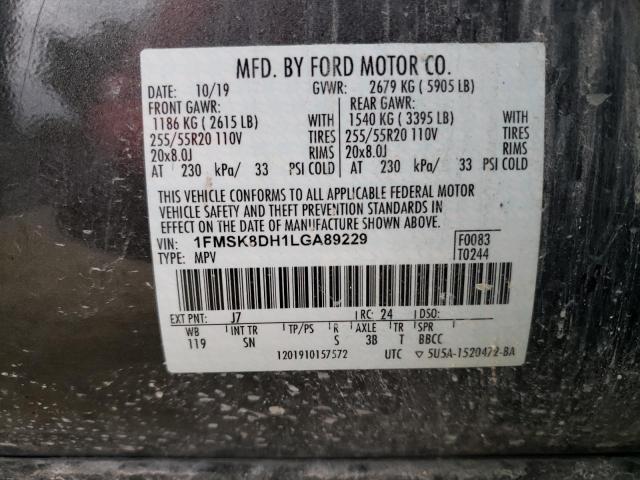 MFD. BY FORD MOTOR CO.
DATE: 10/19 GVWR: 2679 KG ( 5905 LB)
FRONT GAWR: REAR GAWR:
1186 KG ( 2615 LB) WITH 1540 KG ( 3395 LB) WITH
255/55R20 110V TIRES 255/55R20 110V TIRES
20x8.0J RIMS 20x8.0J RIMS
AT 230 kPa/ 33 PSI COLD AT 230 kPa/ 33 PSI COLD
THIS VEHICLE CONFORMS TO ALL APPLICABLE FEDERAL MOTOR
VEHICLE SAFETY AND THEFT PREVENTION STANDARDS IN
EFFECT ON THE DATE OF MANUFACTURE SHOWN ABOVE.
VIN: 1FMSK8DH1LGA89229 F0083
TYPE: MPV T0244
EXT PNT: J7 RC: 24 DSO:
WB INT TR TP/PS R AXLE TR SPR
119 SN S 3B T BBCC
1201910157572 UTC ▽ 5U5A-1520472-BA